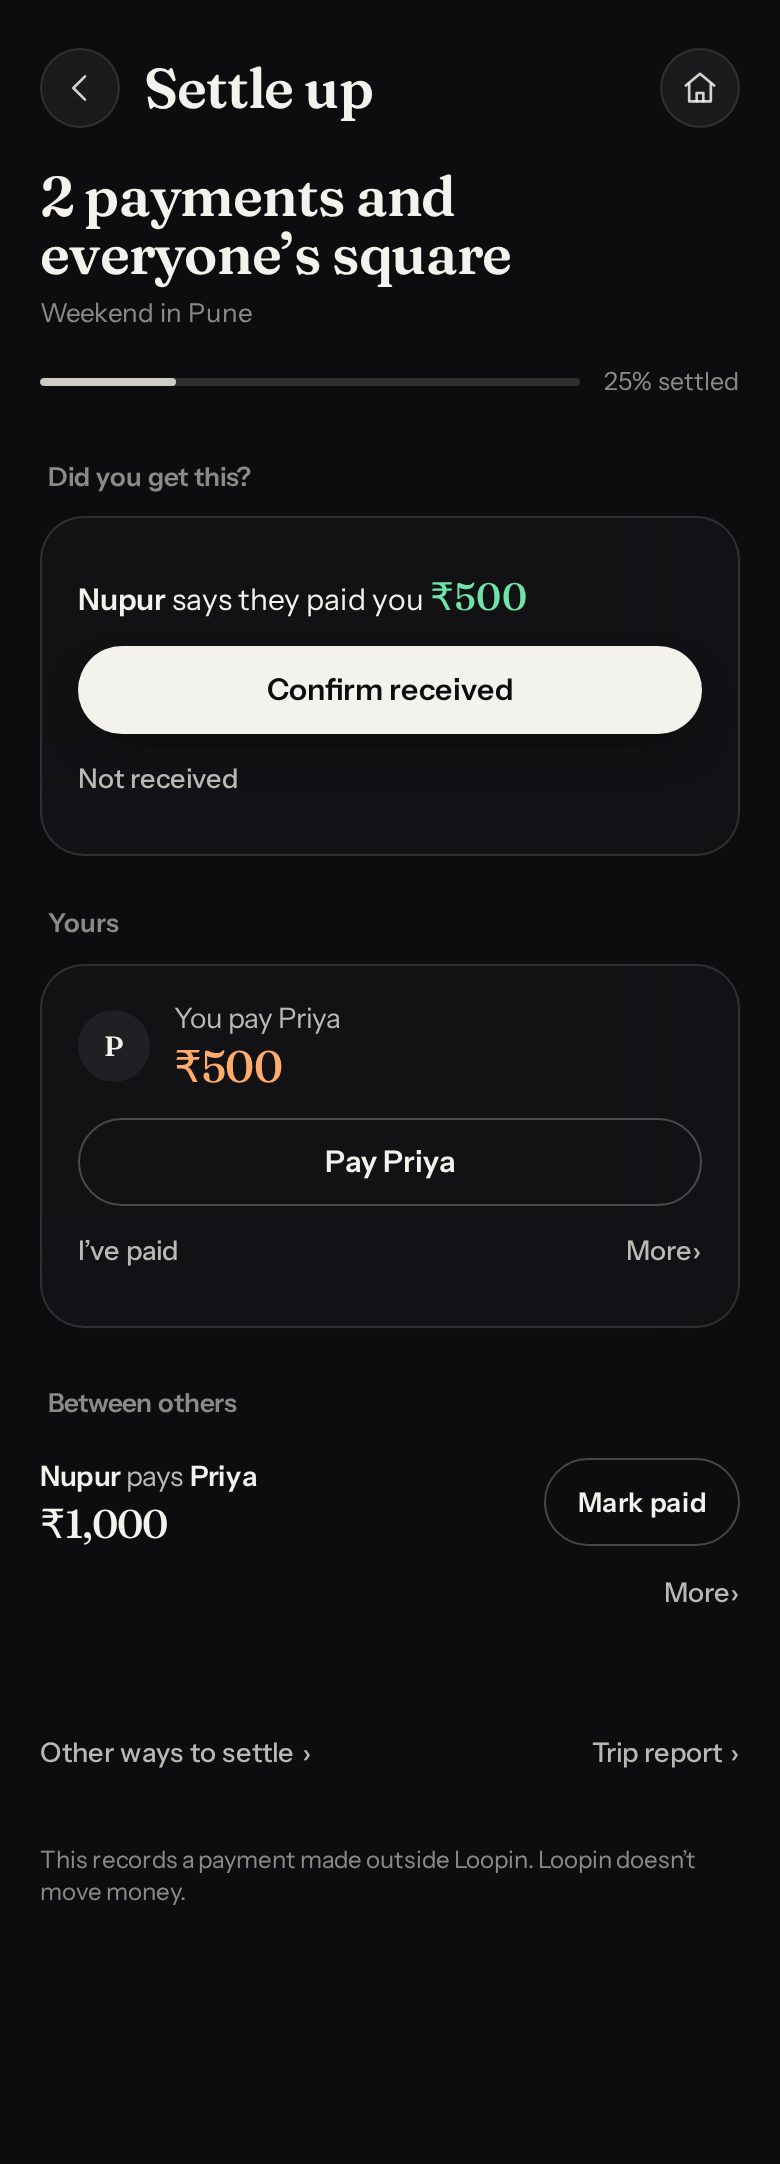 Settle up
2 payments and
everyone’s square
Weekend in Pune
25% settled
Did you get this?
Nupur says they paid you ₹500
Confirm received
Not received
Yours
P
You pay Priya
₹500
Pay Priya
I’ve paid
More›
Between others
Nupur pays Priya
₹1,000
Mark paid
More›
Other ways to settle ›
Trip report ›
This records a payment made outside Loopin. Loopin doesn’t
move money.